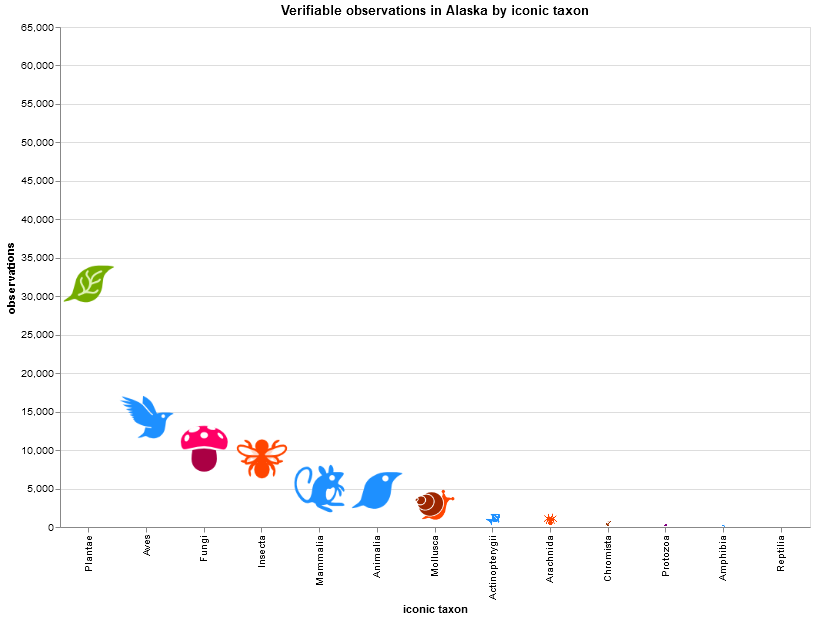 Verifiable observations in Alaska by iconic taxon
65,000
60,000
55,000
50,000
45,000
40,000
35,000
30,000
25,000
20,000
15,000
10,000
5,000
0
observations
Plantae
Aves
Fungi
Insecta
Mammalia
Animalia
Mollusca
Actinopterygii
Arachnida
Chromista
Protozoa
Amphibia
Reptilia
iconic taxon